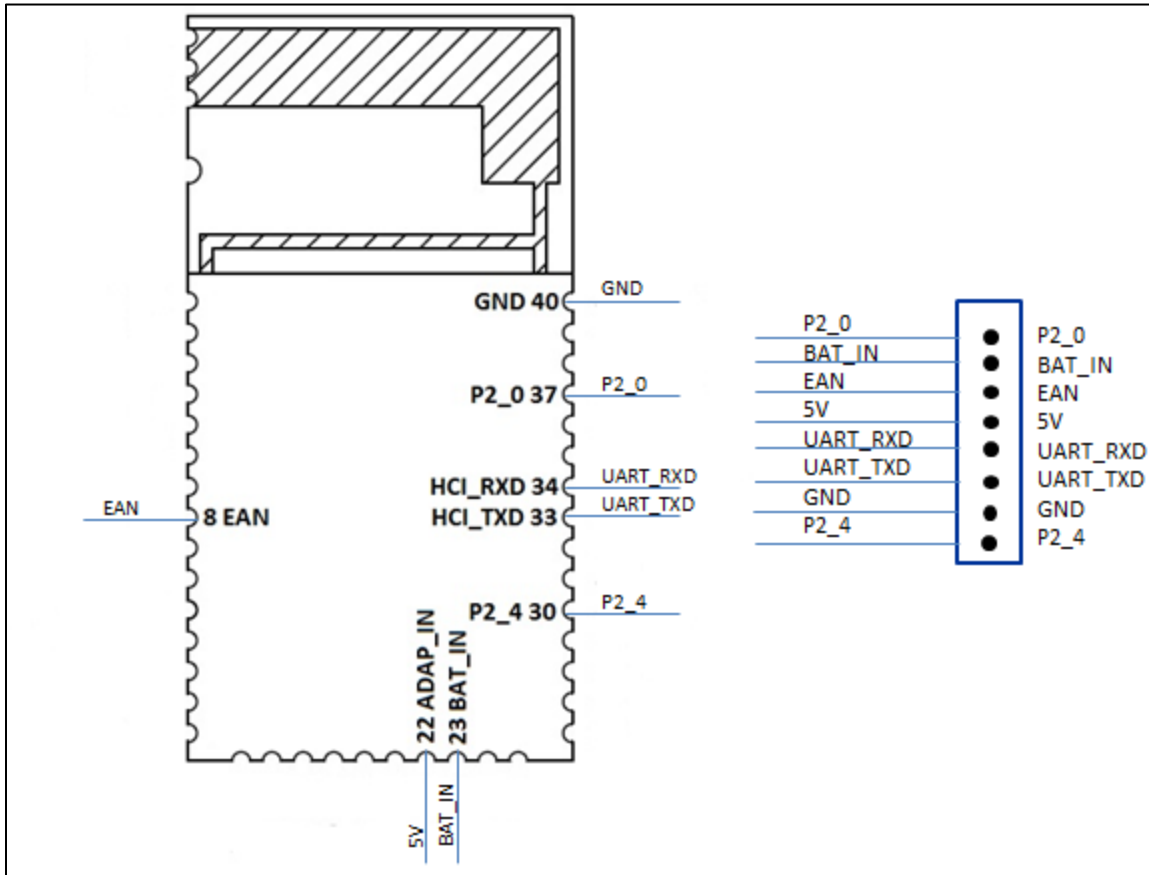 GND 40
GND
P2_0 37
P2_0
HCI_RXD 34
UART_RXD
HCI_TXD 33
UART_TXD
EAN
8 EAN
P2_4 30
P2_4
22 ADAP_IN
23 BAT_IN
5V
BAT_IN
P2_0
P2_0
BAT_IN
BAT_IN
EAN
EAN
5V
5V
UART_RXD
UART_RXD
UART_TXD
UART_TXD
GND
GND
P2_4
P2_4